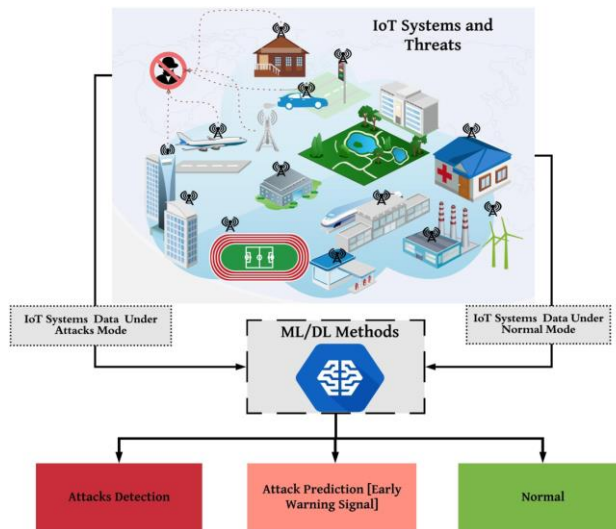 IoT Systems and
Threats
IoT Systems Data Under
Attacks Mode
IoT Systems Data Under
Normal Mode
ML/DL Methods
Attacks Detection
Attack Prediction [Early
Warning Signal]
Normal